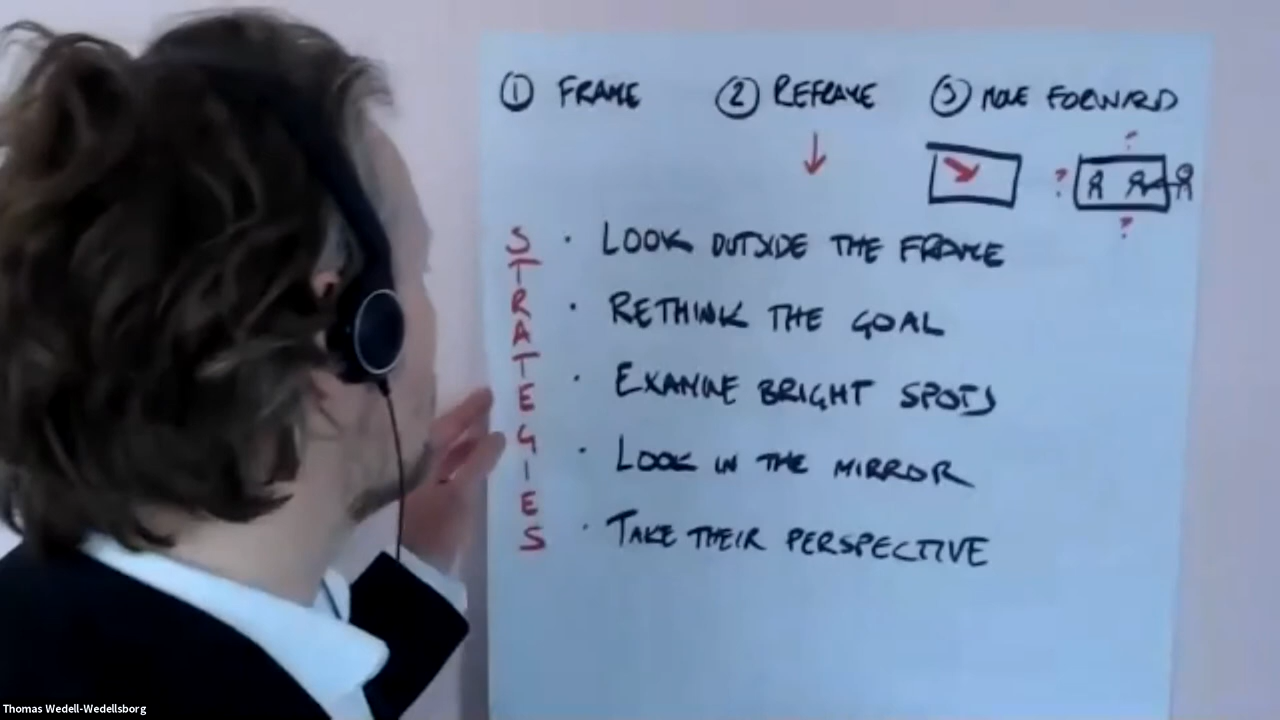 ① FRAME ② REFRAME ③ MOVE FORWARD
? ?
?
STRATEGIES
· LOOK OUTSIDE THE FRAME
· RETHINK THE GOAL
· EXAMINE BRIGHT SPOTS
· LOOK IN THE MIRROR
· TAKE THEIR PERSPECTIVE
Thomas Wedell-Wedellsborg